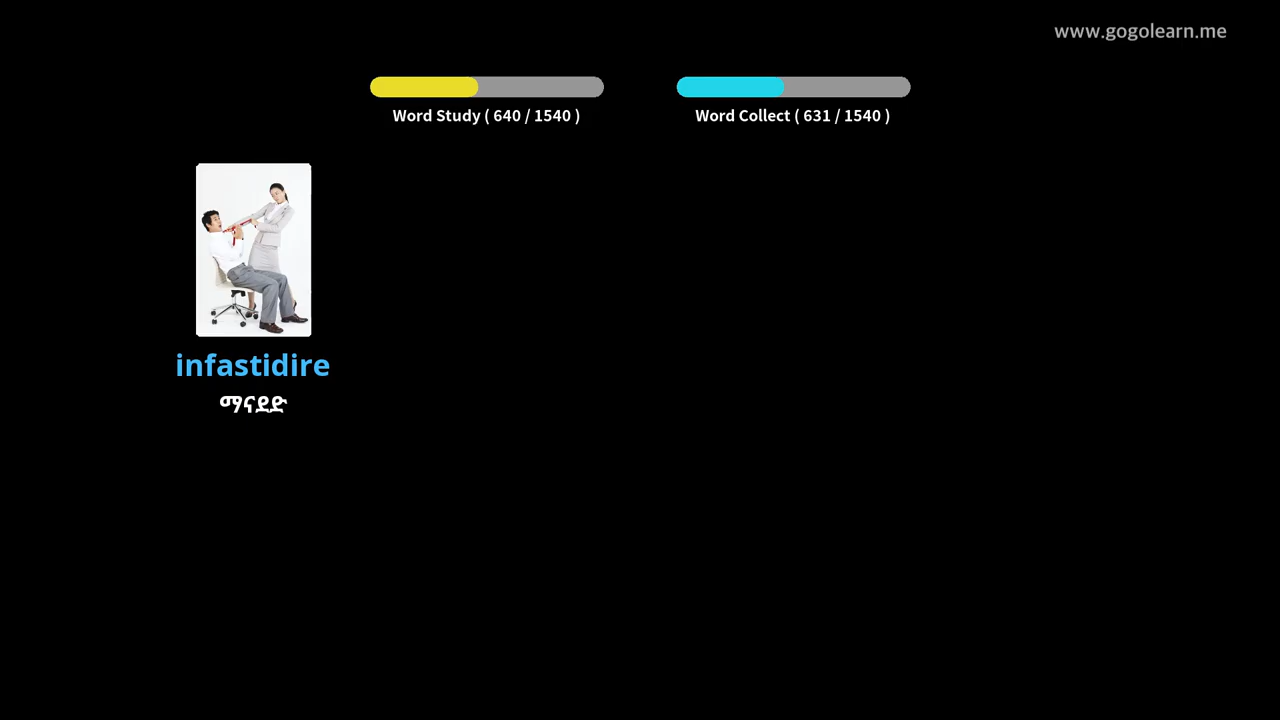 www.gogolearn.me
Word Study ( 640 / 1540 )
Word Collect ( 631 / 1540 )
infastidire
ማናደድ